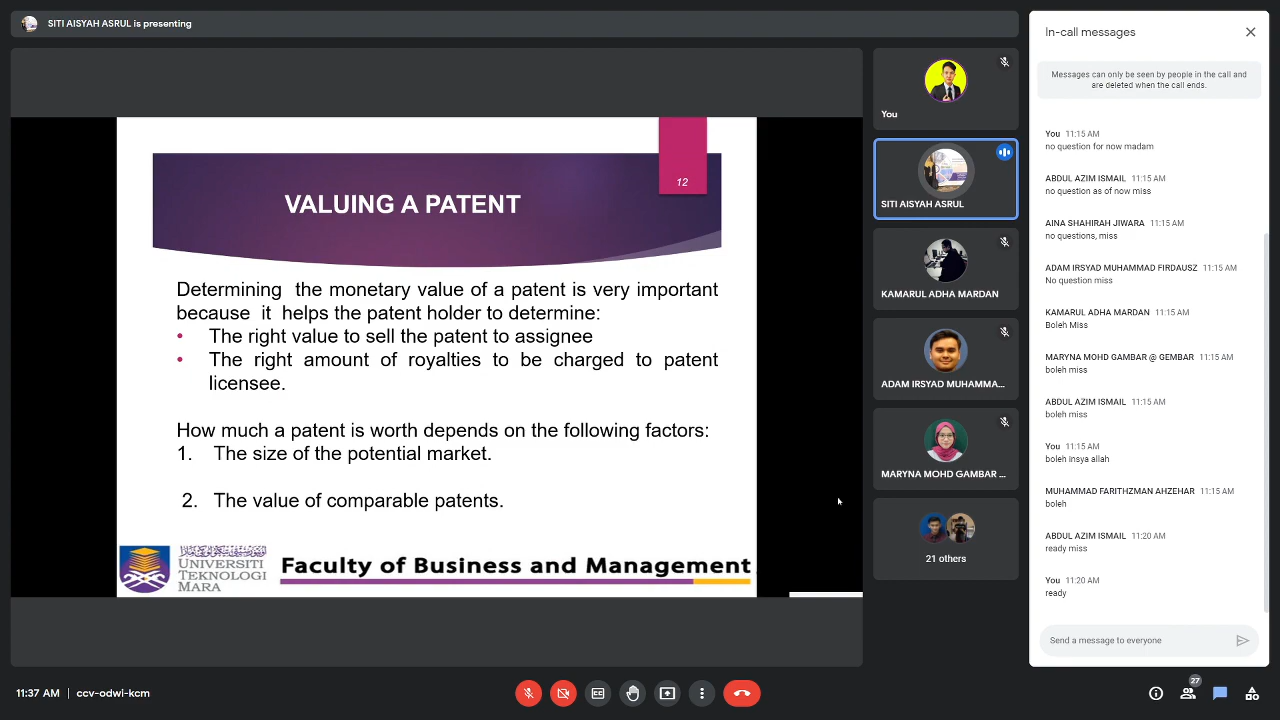 SITI AISYAH ASRUL is presenting
12
VALUING A PATENT
Determining the monetary value of a patent is very important
because it helps the patent holder to determine:
• The right value to sell the patent to assignee
• The right amount of royalties to be charged to patent
licensee.
How much a patent is worth depends on the following factors:
1. The size of the potential market.
2. The value of comparable patents.
UNIVERSITI
TEKNOLOGI
MARA
Faculty of Business and Management
You
SITI AISYAH ASRUL
KAMARUL ADHA MARDAN
ADAM IRSYAD MUHAMMA...
MARYNA MOHD GAMBAR ...
21 others
In-call messages
Messages can only be seen by people in the call and
are deleted when the call ends.
You 11:15 AM
no question for now madam
ABDUL AZIM ISMAIL 11:15 AM
no question as of now miss
AINA SHAHIRAH JIWARA 11:15 AM
no questions, miss
ADAM IRSYAD MUHAMMAD FIRDAUSZ 11:15 AM
No question miss
KAMARUL ADHA MARDAN 11:15 AM
Boleh Miss
MARYNA MOHD GAMBAR @ GEMBAR 11:15 AM
boleh miss
ABDUL AZIM ISMAIL 11:15 AM
boleh miss
You 11:15 AM
boleh insya allah
MUHAMMAD FARITHZMAN AHZEHAR 11:15 AM
boleh
ABDUL AZIM ISMAIL 11:20 AM
ready miss
You 11:20 AM
ready
Send a message to everyone
11:37 AM | ccv-odwi-kcm
27